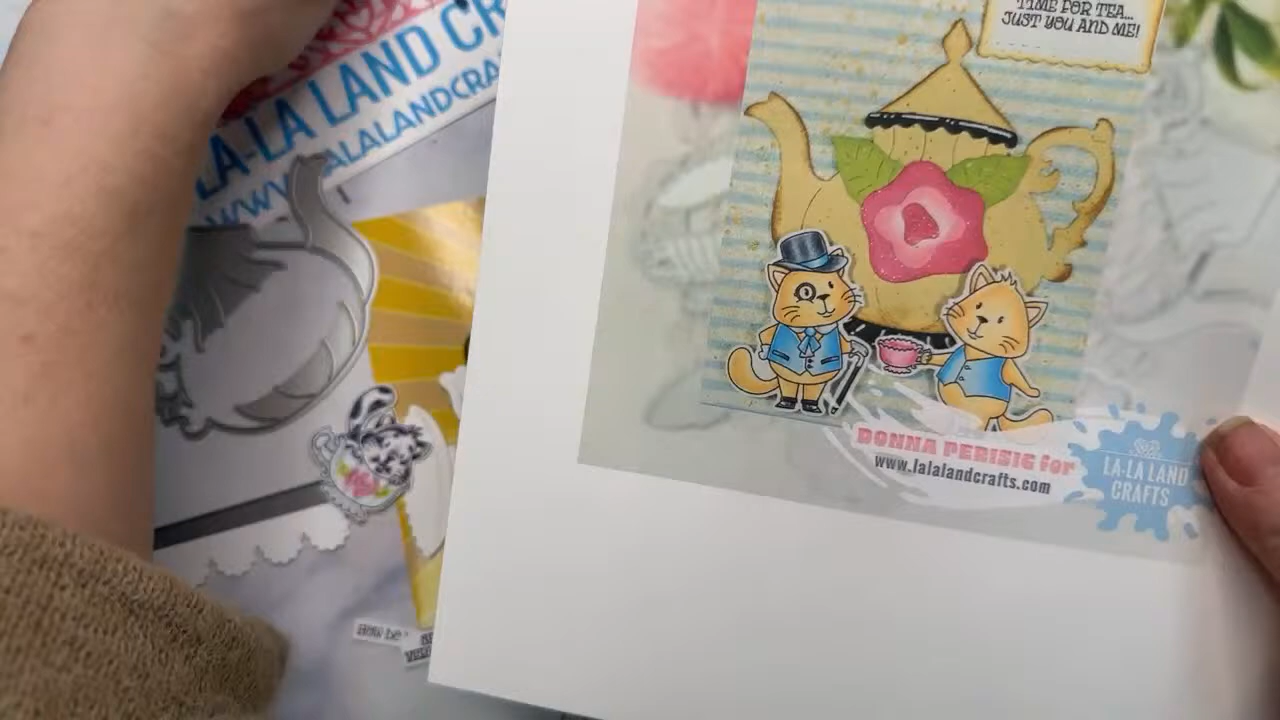 LA-LA LAND CR
WWW.LALALANDCRA
TIME FOR TEA...
JUST YOU AND ME!
DONNA PERISIG for
www.lalalandcrafts.com
LA-LA LAND
CRAFTS